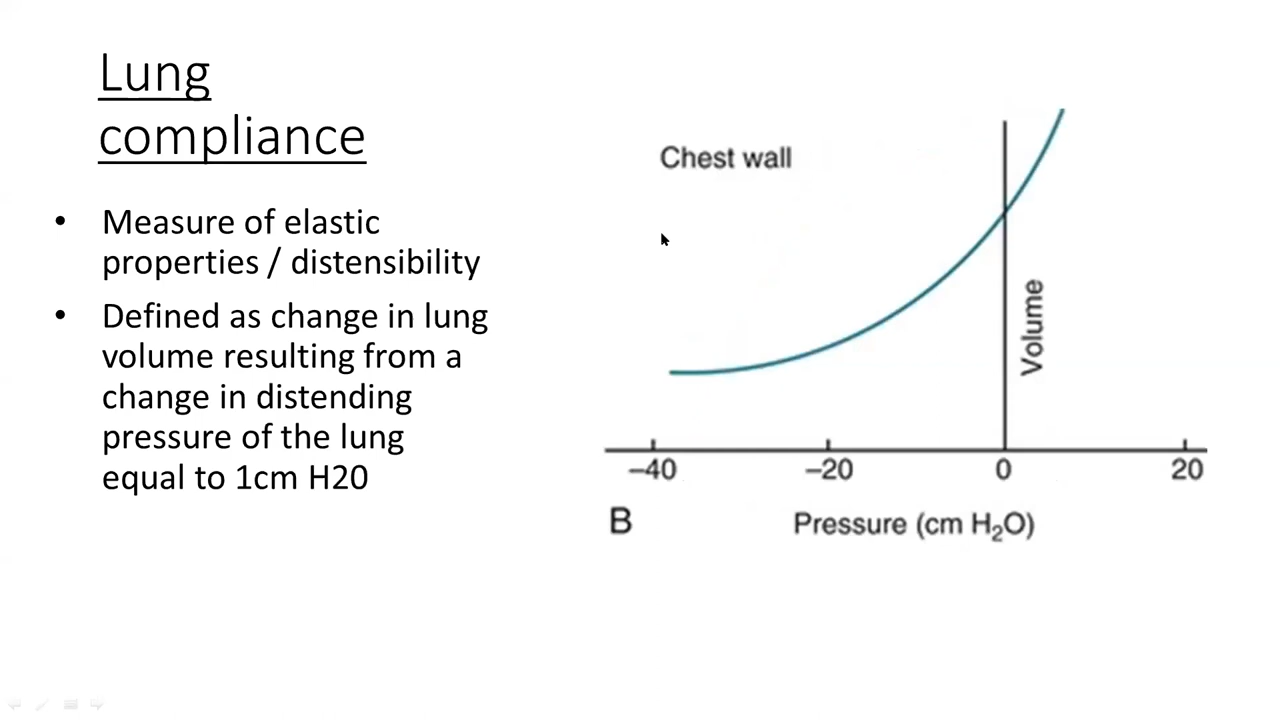 Lung
compliance
• Measure of elastic
properties / distensibility
• Defined as change in lung
volume resulting from a
change in distending
pressure of the lung
equal to 1cm H20
Chest wall
Volume
–40 –20 0 20
B Pressure (cm H₂O)